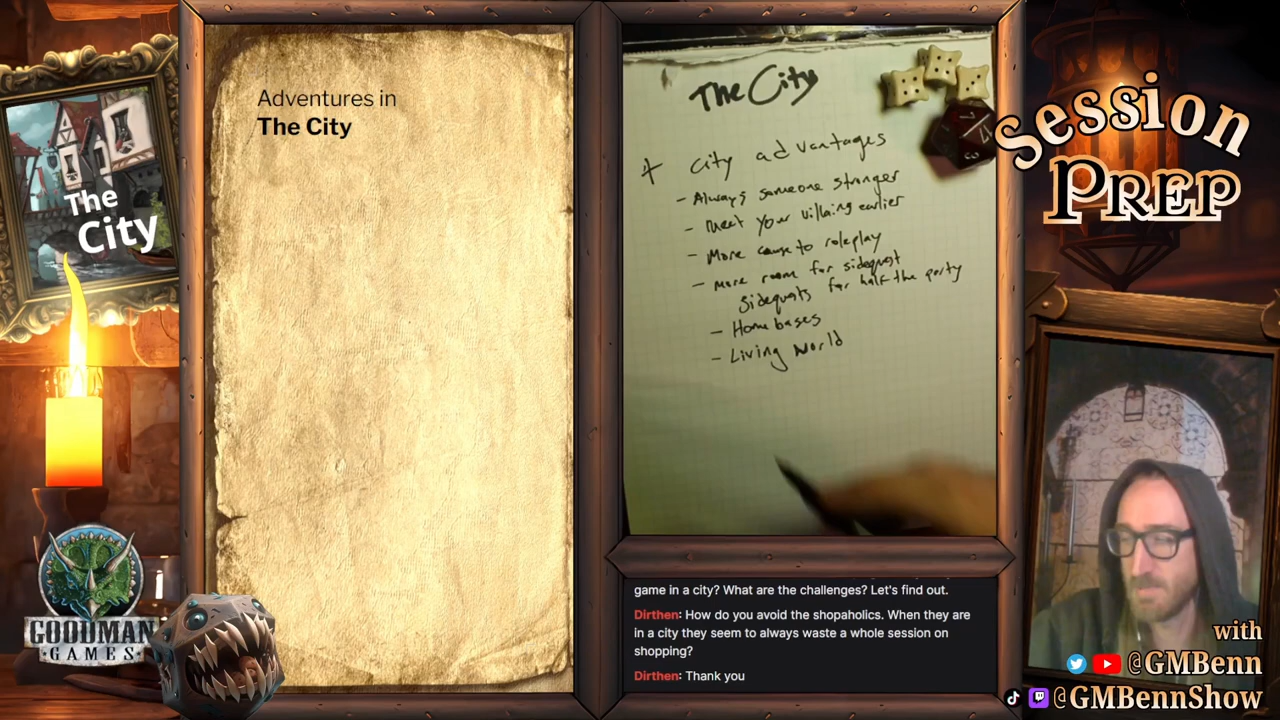 The
City
Adventures in
The City
The City
+ City advantages
- Always someone stronger
- Meet your villains earlier
- More cause to roleplay
- More room for sidequest
Sidequests for half the party
- Home bases
- Living World
game in a city? What are the challenges? Let's find out.
Dirthen: How do you avoid the shopaholics. When they are
in a city they seem to always waste a whole session on
shopping?
Dirthen: Thank you
Session
PREP
GOODMAN
GAMES
with
@GMBenn
@GMBennShow